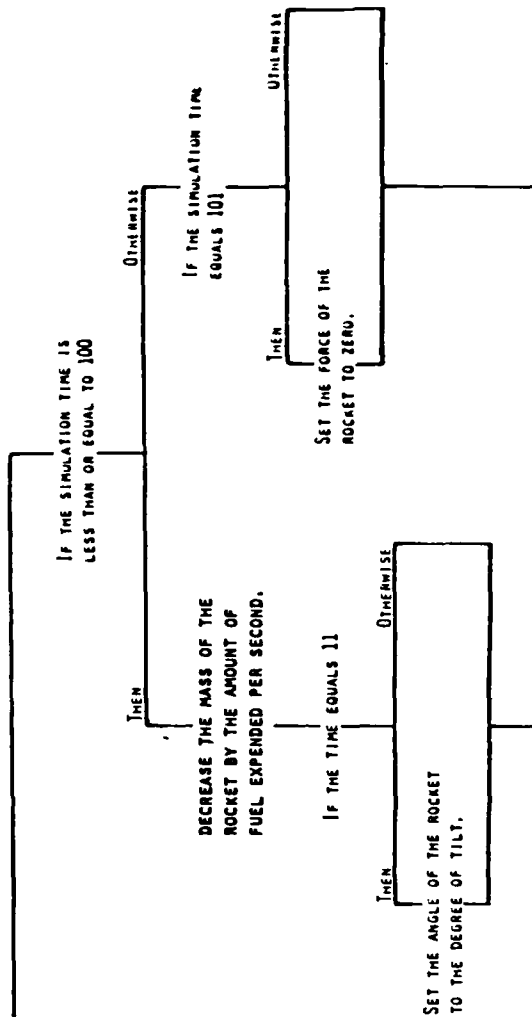 IF THE SIMULATION TIME IS
LESS THAN OR EQUAL TO 100
THEN
OTHERWISE
DECREASE THE MASS OF THE
ROCKET BY THE AMOUNT OF
FUEL EXPENDED PER SECOND.
IF THE TIME EQUALS 11
THEN
OTHERWISE
SET THE ANGLE OF THE ROCKET
TO THE DEGREE OF TILT.
IF THE SIMULATION TIME
EQUALS 101
THEN
OTHERWISE
SET THE FORCE OF THE
ROCKET TO ZERO.